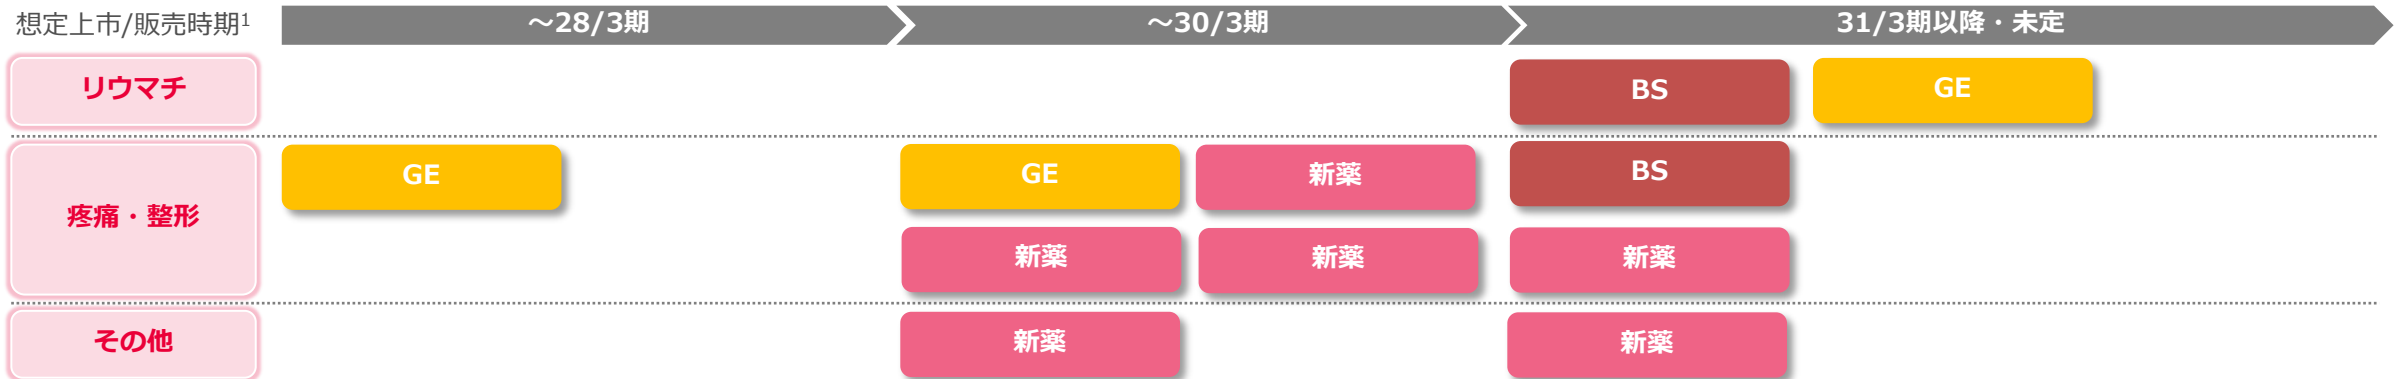 想定上市/販売時期1 ～28/3期 ～30/3期 31/3期以降・未定
リウマチ BS GE
GE GE 新薬 BS
疼痛・整形
新薬 新薬 新薬
その他 新薬 新薬